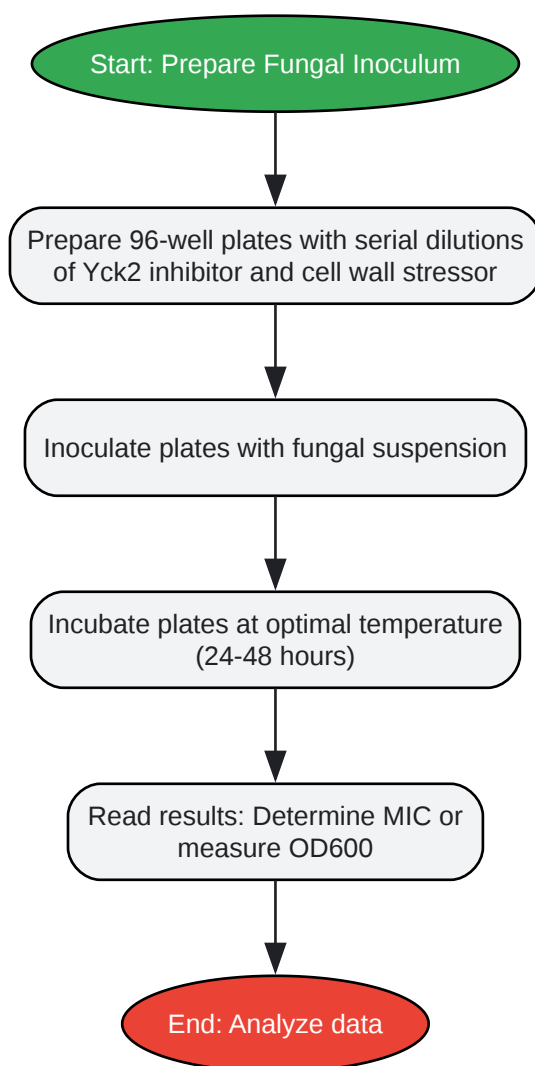 Start: Prepare Fungal Inoculum
Prepare 96-well plates with serial dilutions
of Yck2 inhibitor and cell wall stressor
Inoculate plates with fungal suspension
Incubate plates at optimal temperature
(24-48 hours)
Read results: Determine MIC or
measure OD600
End: Analyze data